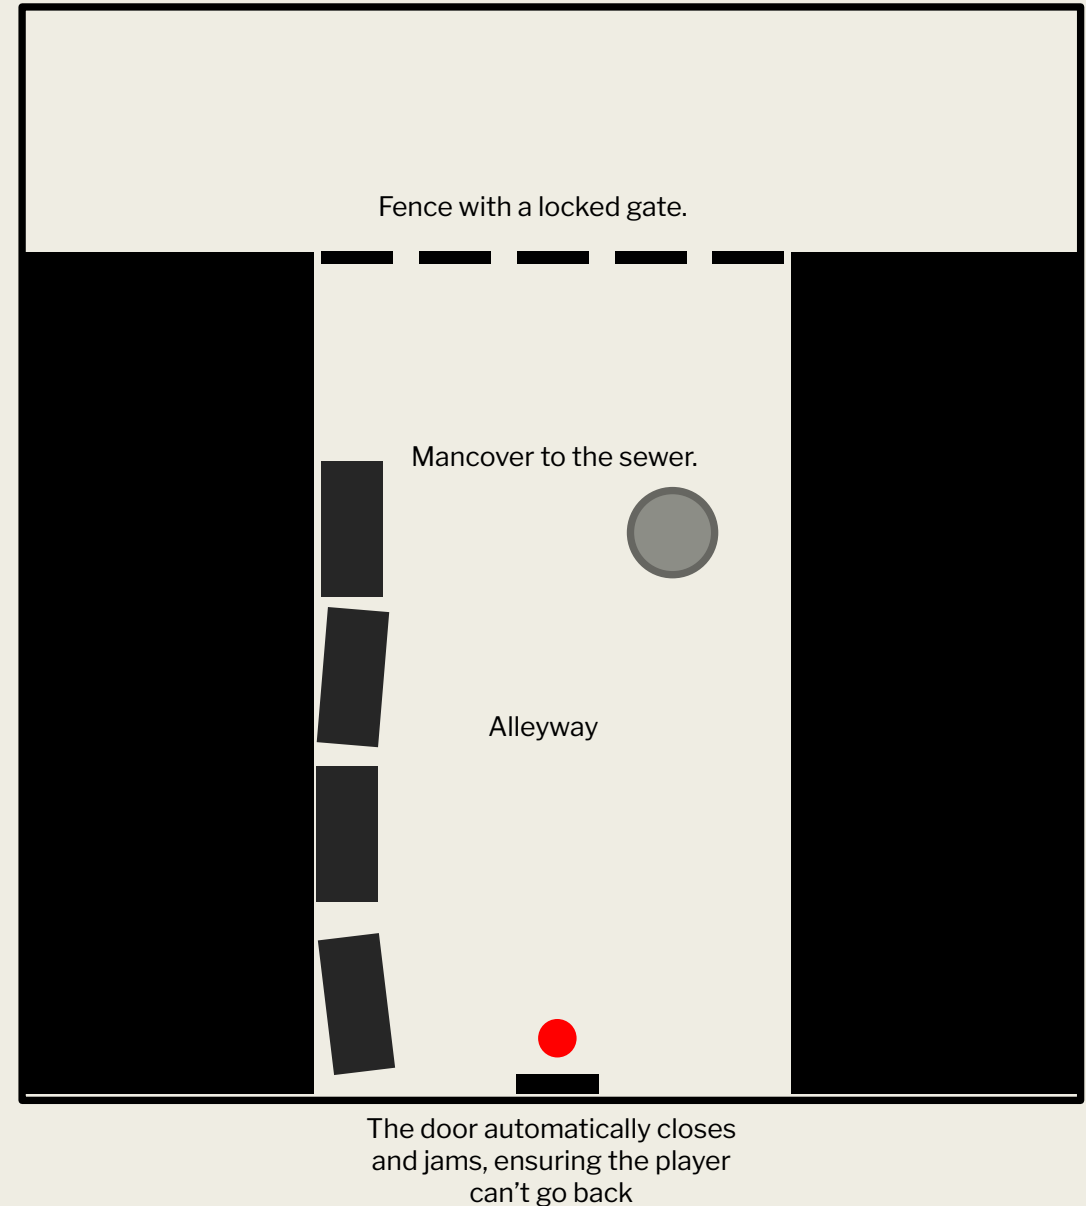 Fence with a locked gate.
Mancover to the sewer.
Alleyway
The door automatically closes
and jams, ensuring the player
can’t go back